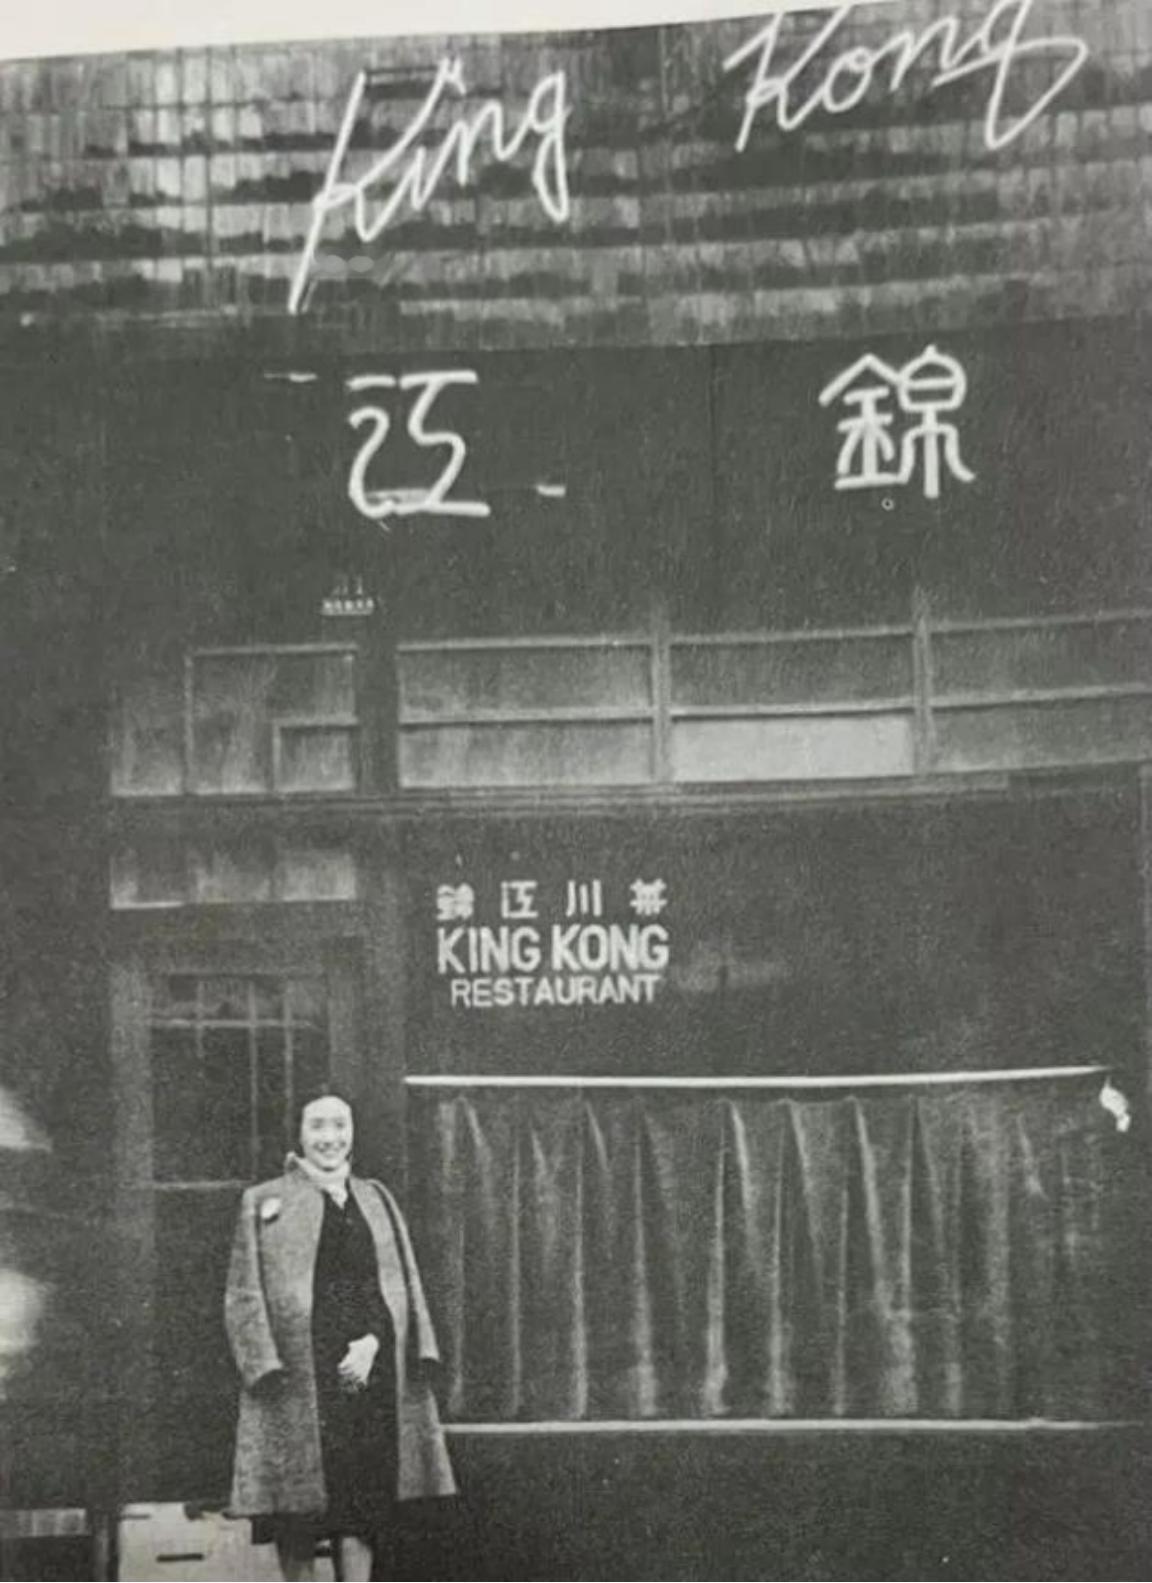 King Kong
錦江
錦江川菜
KING KONG
RESTAURANT